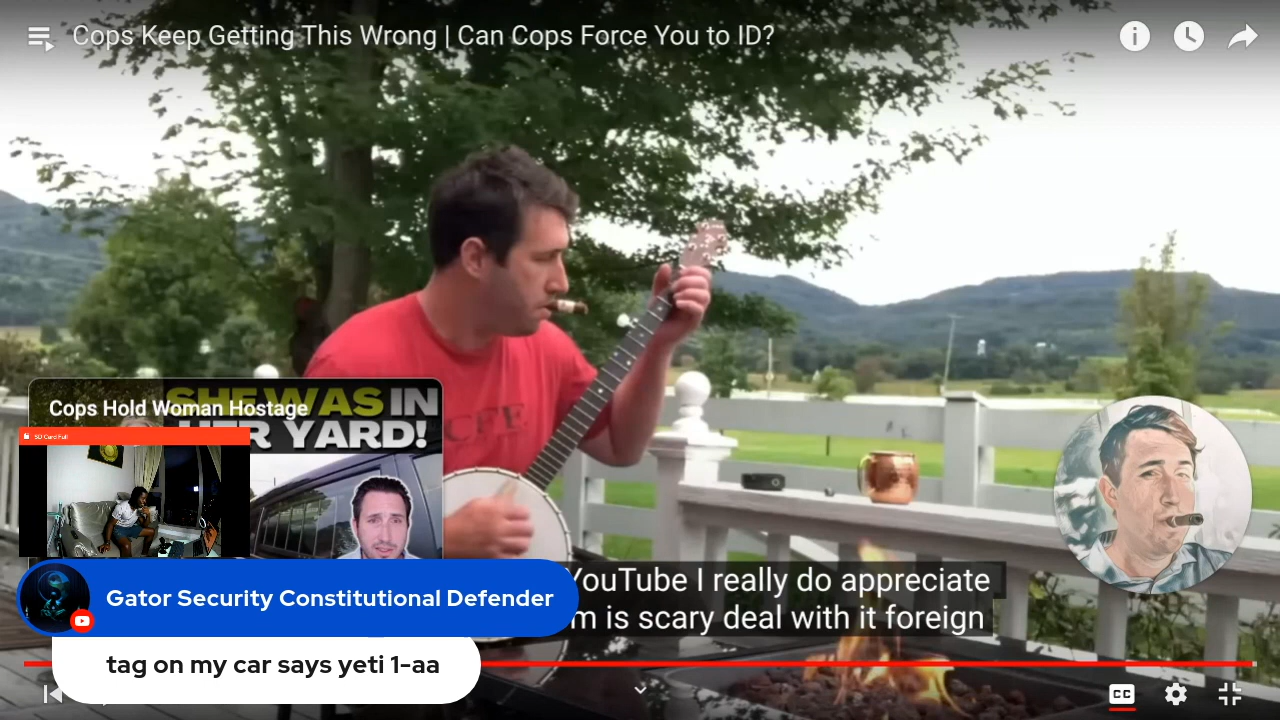 Cops Keep Getting This Wrong | Can Cops Force You to ID?
SHE WAS IN
Cops Hold Woman Hostage
HER YARD!
SD Card Full
CFE
YouTube I really do appreciate
m is scary deal with it foreign
Gator Security Constitutional Defender
tag on my car says yeti 1-aa
CC